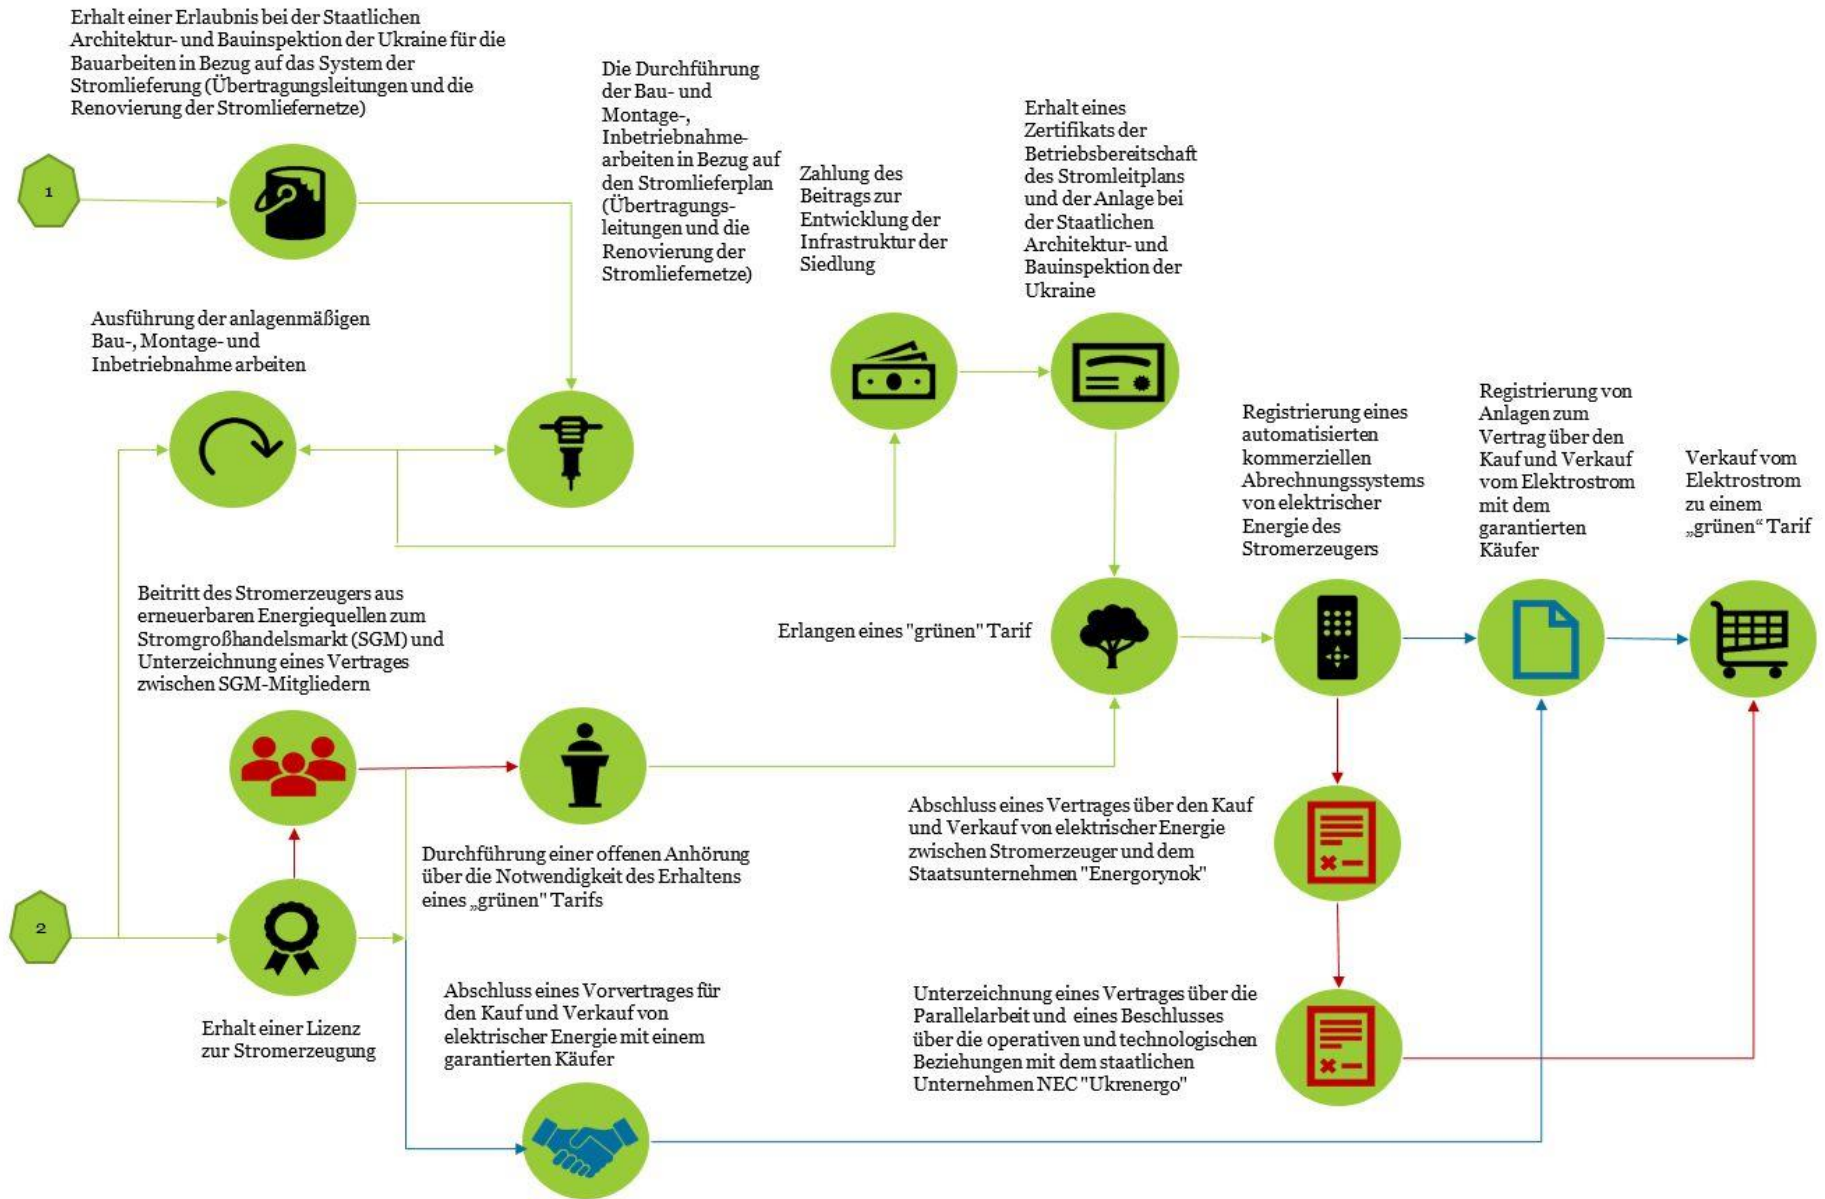 Erhalt einer Erlaubnis bei der Staatlichen
Architektur- und Bauinspektion der Ukraine für die
Bauarbeiten in Bezug auf das System der
Stromlieferung (Übertragungsleitungen und die
Renovierung der Stromliefernetze)
1
Die Durchführung
der Bau- und
Montage-,
Inbetriebnahme-
arbeiten in Bezug auf
den Stromlieferplan
(Übertragungs-
leitungen und die
Renovierung der
Stromliefernetze)
Zahlung des
Beitrags zur
Entwicklung der
Infrastruktur der
Siedlung
Erhalt eines
Zertifikats der
Betriebsbereitschaft
des Stromleitplans
und der Anlage bei
der Staatlichen
Architektur- und
Bauinspektion der
Ukraine
Ausführung der anlagenmäßigen
Bau-, Montage- und
Inbetriebnahme arbeiten
Registrierung eines
automatisierten
kommerziellen
Abrechnungssystems
von elektrischer
Energie des
Stromerzeugers
Registrierung von
Anlagen zum
Vertrag über den
Kauf und Verkauf
vom Elektrostrom
mit dem
garantierten
Käufer
Verkauf vom
Elektrostrom
zu einem
„grünen“ Tarif
Beitritt des Stromerzeugers aus
erneuerbaren Energiequellen zum
Stromgroßhandelsmarkt (SGM) und
Unterzeichnung eines Vertrages
zwischen SGM-Mitgliedern
Erlangen eines "grünen" Tarif
Durchführung einer offenen Anhörung
über die Notwendigkeit des Erhaltens
eines „grünen" Tarifs
Abschluss eines Vertrages über den Kauf
und Verkauf von elektrischer Energie
zwischen Stromerzeuger und dem
Staatsunternehmen "Energorynok"
2
Erhalt einer Lizenz
zur Stromerzeugung
Abschluss eines Vorvertrages für
den Kauf und Verkauf von
elektrischer Energie mit einem
garantierten Käufer
Unterzeichnung eines Vertrages über die
Parallelarbeit und eines Beschlusses
über die operativen und technologischen
Beziehungen mit dem staatlichen
Unternehmen NEC "Ukrenergo"